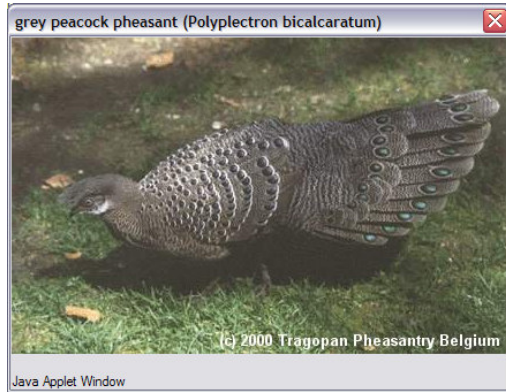 grey peacock pheasant (Polyplectron bicalcaratum)
(c) 2000 Tragopan Pheasantry Belgium
Java Applet Window